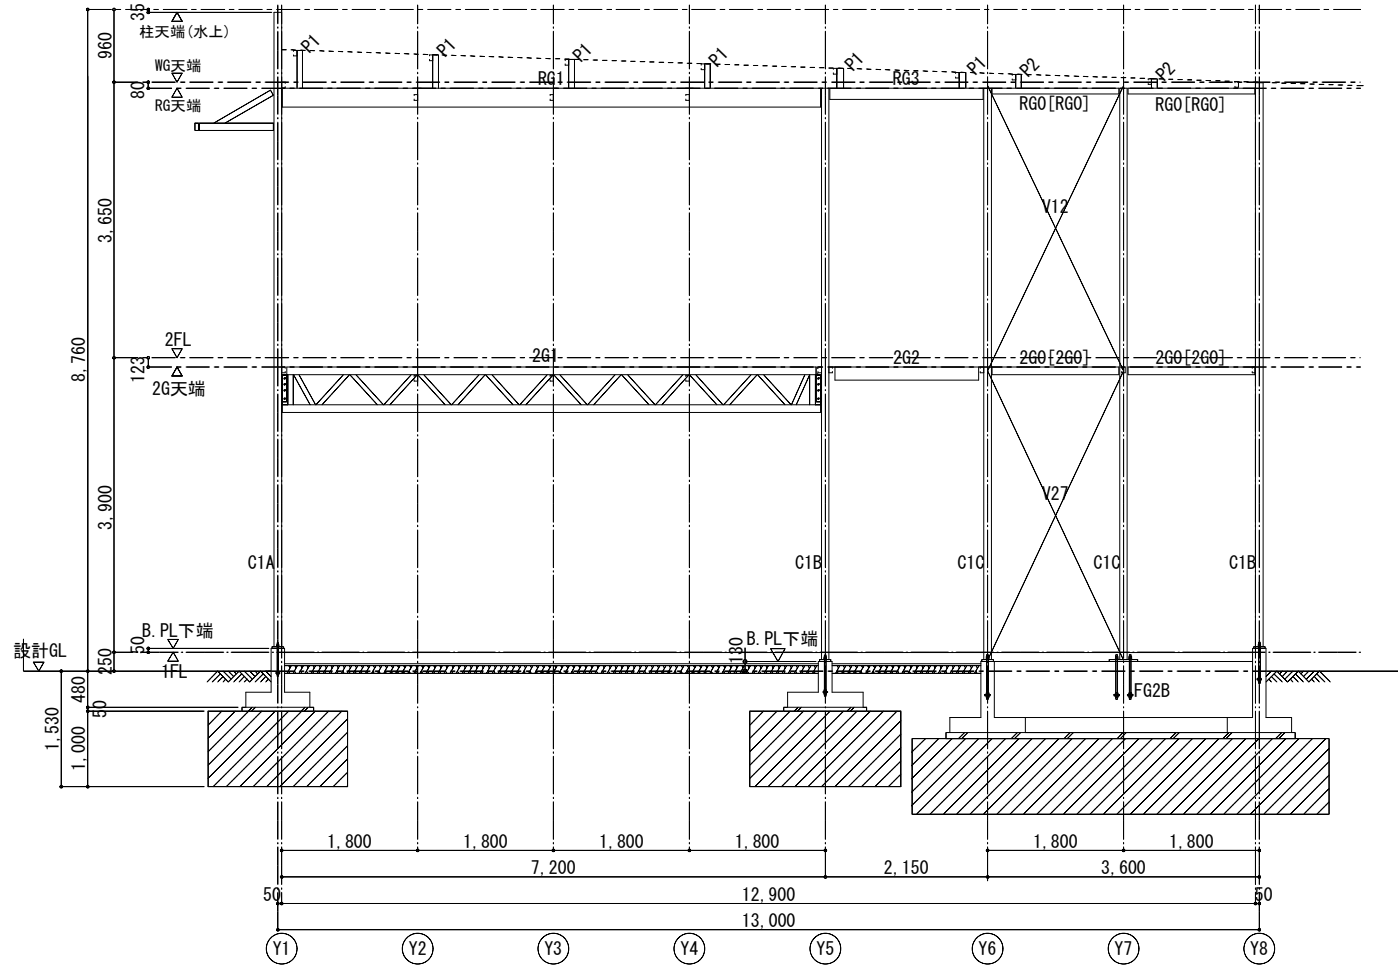 35
柱天端(水上)
960
WG天端
80
RG天端
P1
P1
P1
P1
P1
P1
P2
P2
RG1
RG3
RG0[RG0]
RG0[RG0]
3,650
V12
8,760
2FL
123
2G天端
2G1
2G2
2G0[2G0]
2G0[2G0]
3,900
V27
C1A
C1B
C1C
C1C
C1B
B.PL下端
50
設計GL
250
1FL
B.PL下端
130
FG2B
480
50
1,530
1,000
1,800
1,800
1,800
1,800
1,800
1,800
7,200
2,150
3,600
50
12,900
50
13,000
Y1
Y2
Y3
Y4
Y5
Y6
Y7
Y8